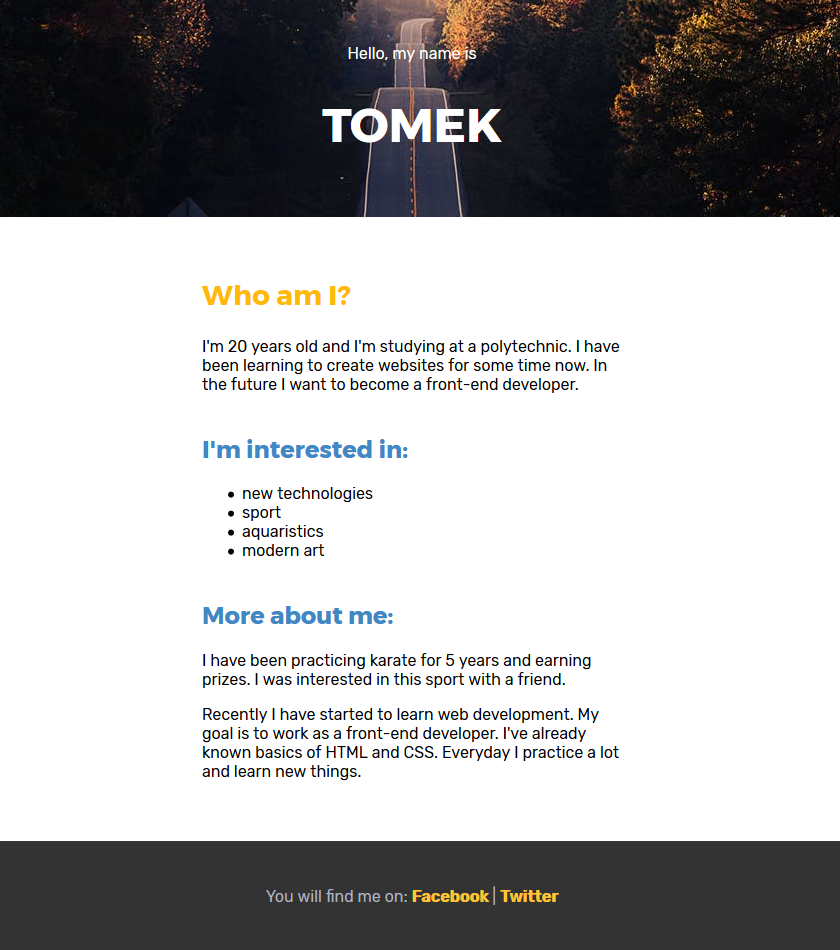 Hello, my name is
TOMEK
Who am I?
I'm 20 years old and I'm studying at a polytechnic. I have
been learning to create websites for some time now. In
the future I want to become a front-end developer.
I'm interested in:
• new technologies
• sport
• aquaristics
• modern art
More about me:
I have been practicing karate for 5 years and earning
prizes. I was interested in this sport with a friend.
Recently I have started to learn web development. My
goal is to work as a front-end developer. I've already
known basics of HTML and CSS. Everyday I practice a lot
and learn new things.
You will find me on: Facebook | Twitter